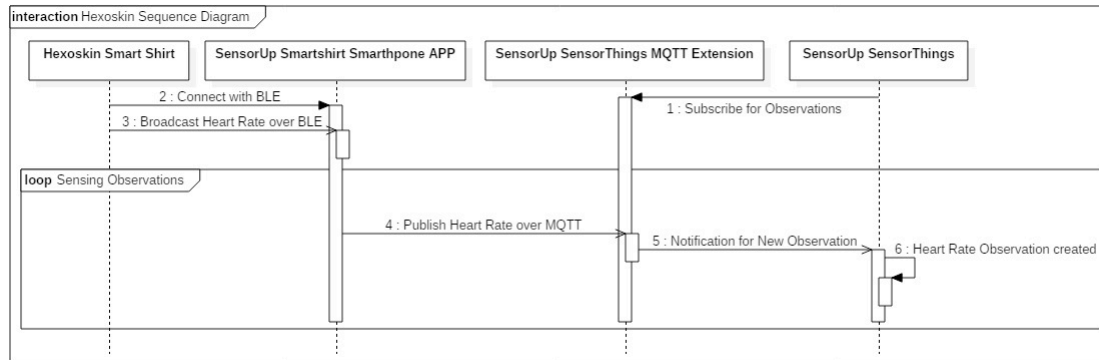 interaction Hexoskin Sequence Diagram
Hexoskin Smart Shirt
SensorUp Smartshirt Smarthpone APP
SensorUp SensorThings MQTT Extension
SensorUp SensorThings
2 : Connect with BLE
1 : Subscribe for Observations
3 : Broadcast Heart Rate over BLE
loop Sensing Observations
4 : Publish Heart Rate over MQTT
5 : Notification for New Observation
6 : Heart Rate Observation created